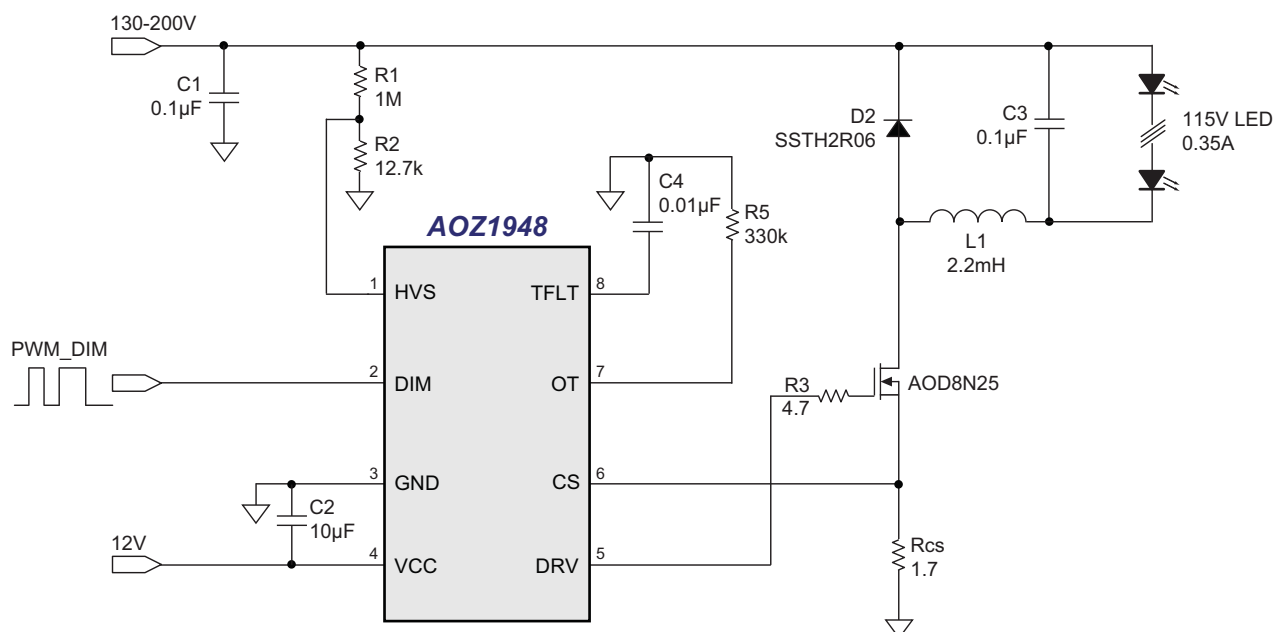 130-200V
C1
0.1µF
R1
1M
R2
12.7k
D2
SSTH2R06
C3
0.1µF
115V LED
0.35A
C4
0.01µF
R5
330k
L1
2.2mH
AOZ1948
1
HVS
TFLT
8
PWM_DIM
2
DIM
OT
7
R3
4.7
AOD8N25
3
GND
CS
6
C2
10µF
12V
4
VCC
DRV
5
Rcs
1.7